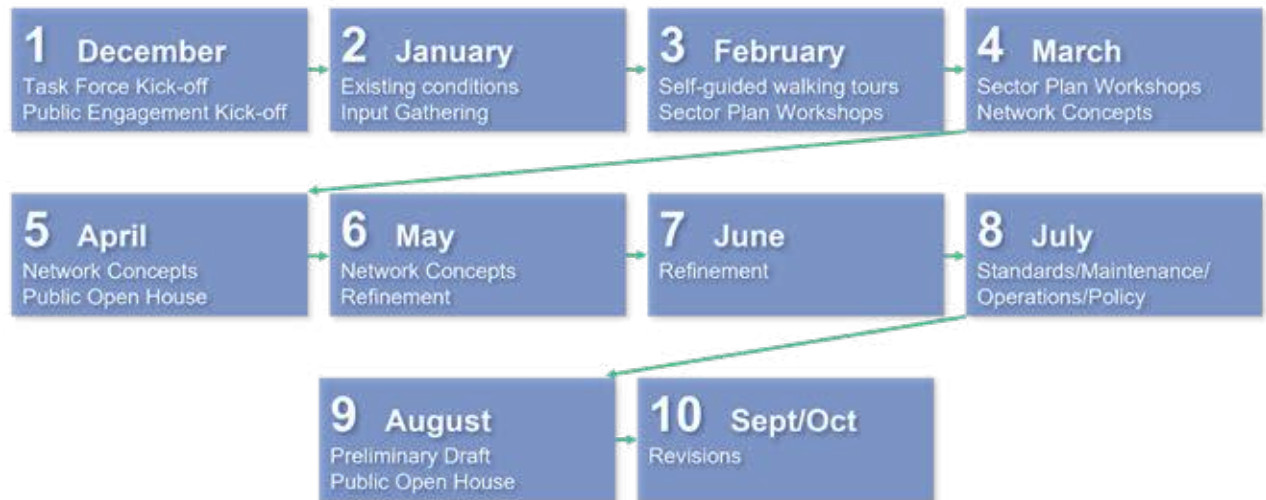 1 December
Task Force Kick-off
Public Engagement Kick-off
2 January
Existing conditions
Input Gathering
3 February
Self-guided walking tours
Sector Plan Workshops
4 March
Sector Plan Workshops
Network Concepts
5 April
Network Concepts
Public Open House
6 May
Network Concepts
Refinement
7 June
Refinement
8 July
Standards/Maintenance/
Operations/Policy
9 August
Preliminary Draft
Public Open House
10 Sept/Oct
Revisions